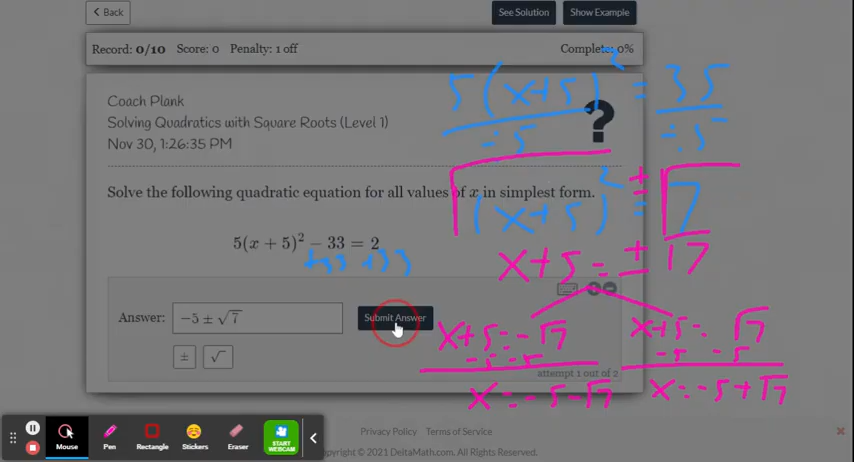 Back
See Solution
Show Example
Record: 0/10 Score: 0 Penalty: 1 off
Complete: 0%
Coach Plank
Solving Quadratics with Square Roots (Level 1)
Nov 30, 1:26:35 PM
?
5(x+5)² = 35
÷5 ÷5
Solve the following quadratic equation for all values of x in simplest form.
√(x+5)² = ±√7
5(x + 5)² − 33 = 2
+33 +33
x+5 = ±√7
Answer:
−5 ± √7
Submit Answer
± √
x+5 = -√7
-5 -5
x = -5-√7
x+5 = √7
-5 -5
x = -5+√7
attempt 1 out of 2
Mouse
Pen
Rectangle
Stickers
Eraser
START
WEBCAM
Privacy Policy Terms of Service
opyright © 2021 DeltaMath.com. All Rights Reserved.